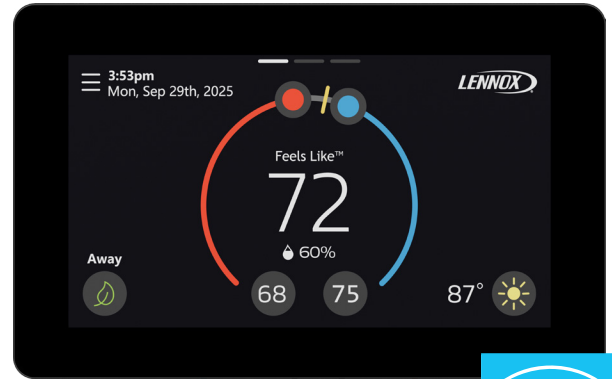 3:53pm
Mon, Sep 29th, 2025
LENNOX
Feels Like™
72
60%
Away
68
75
87°